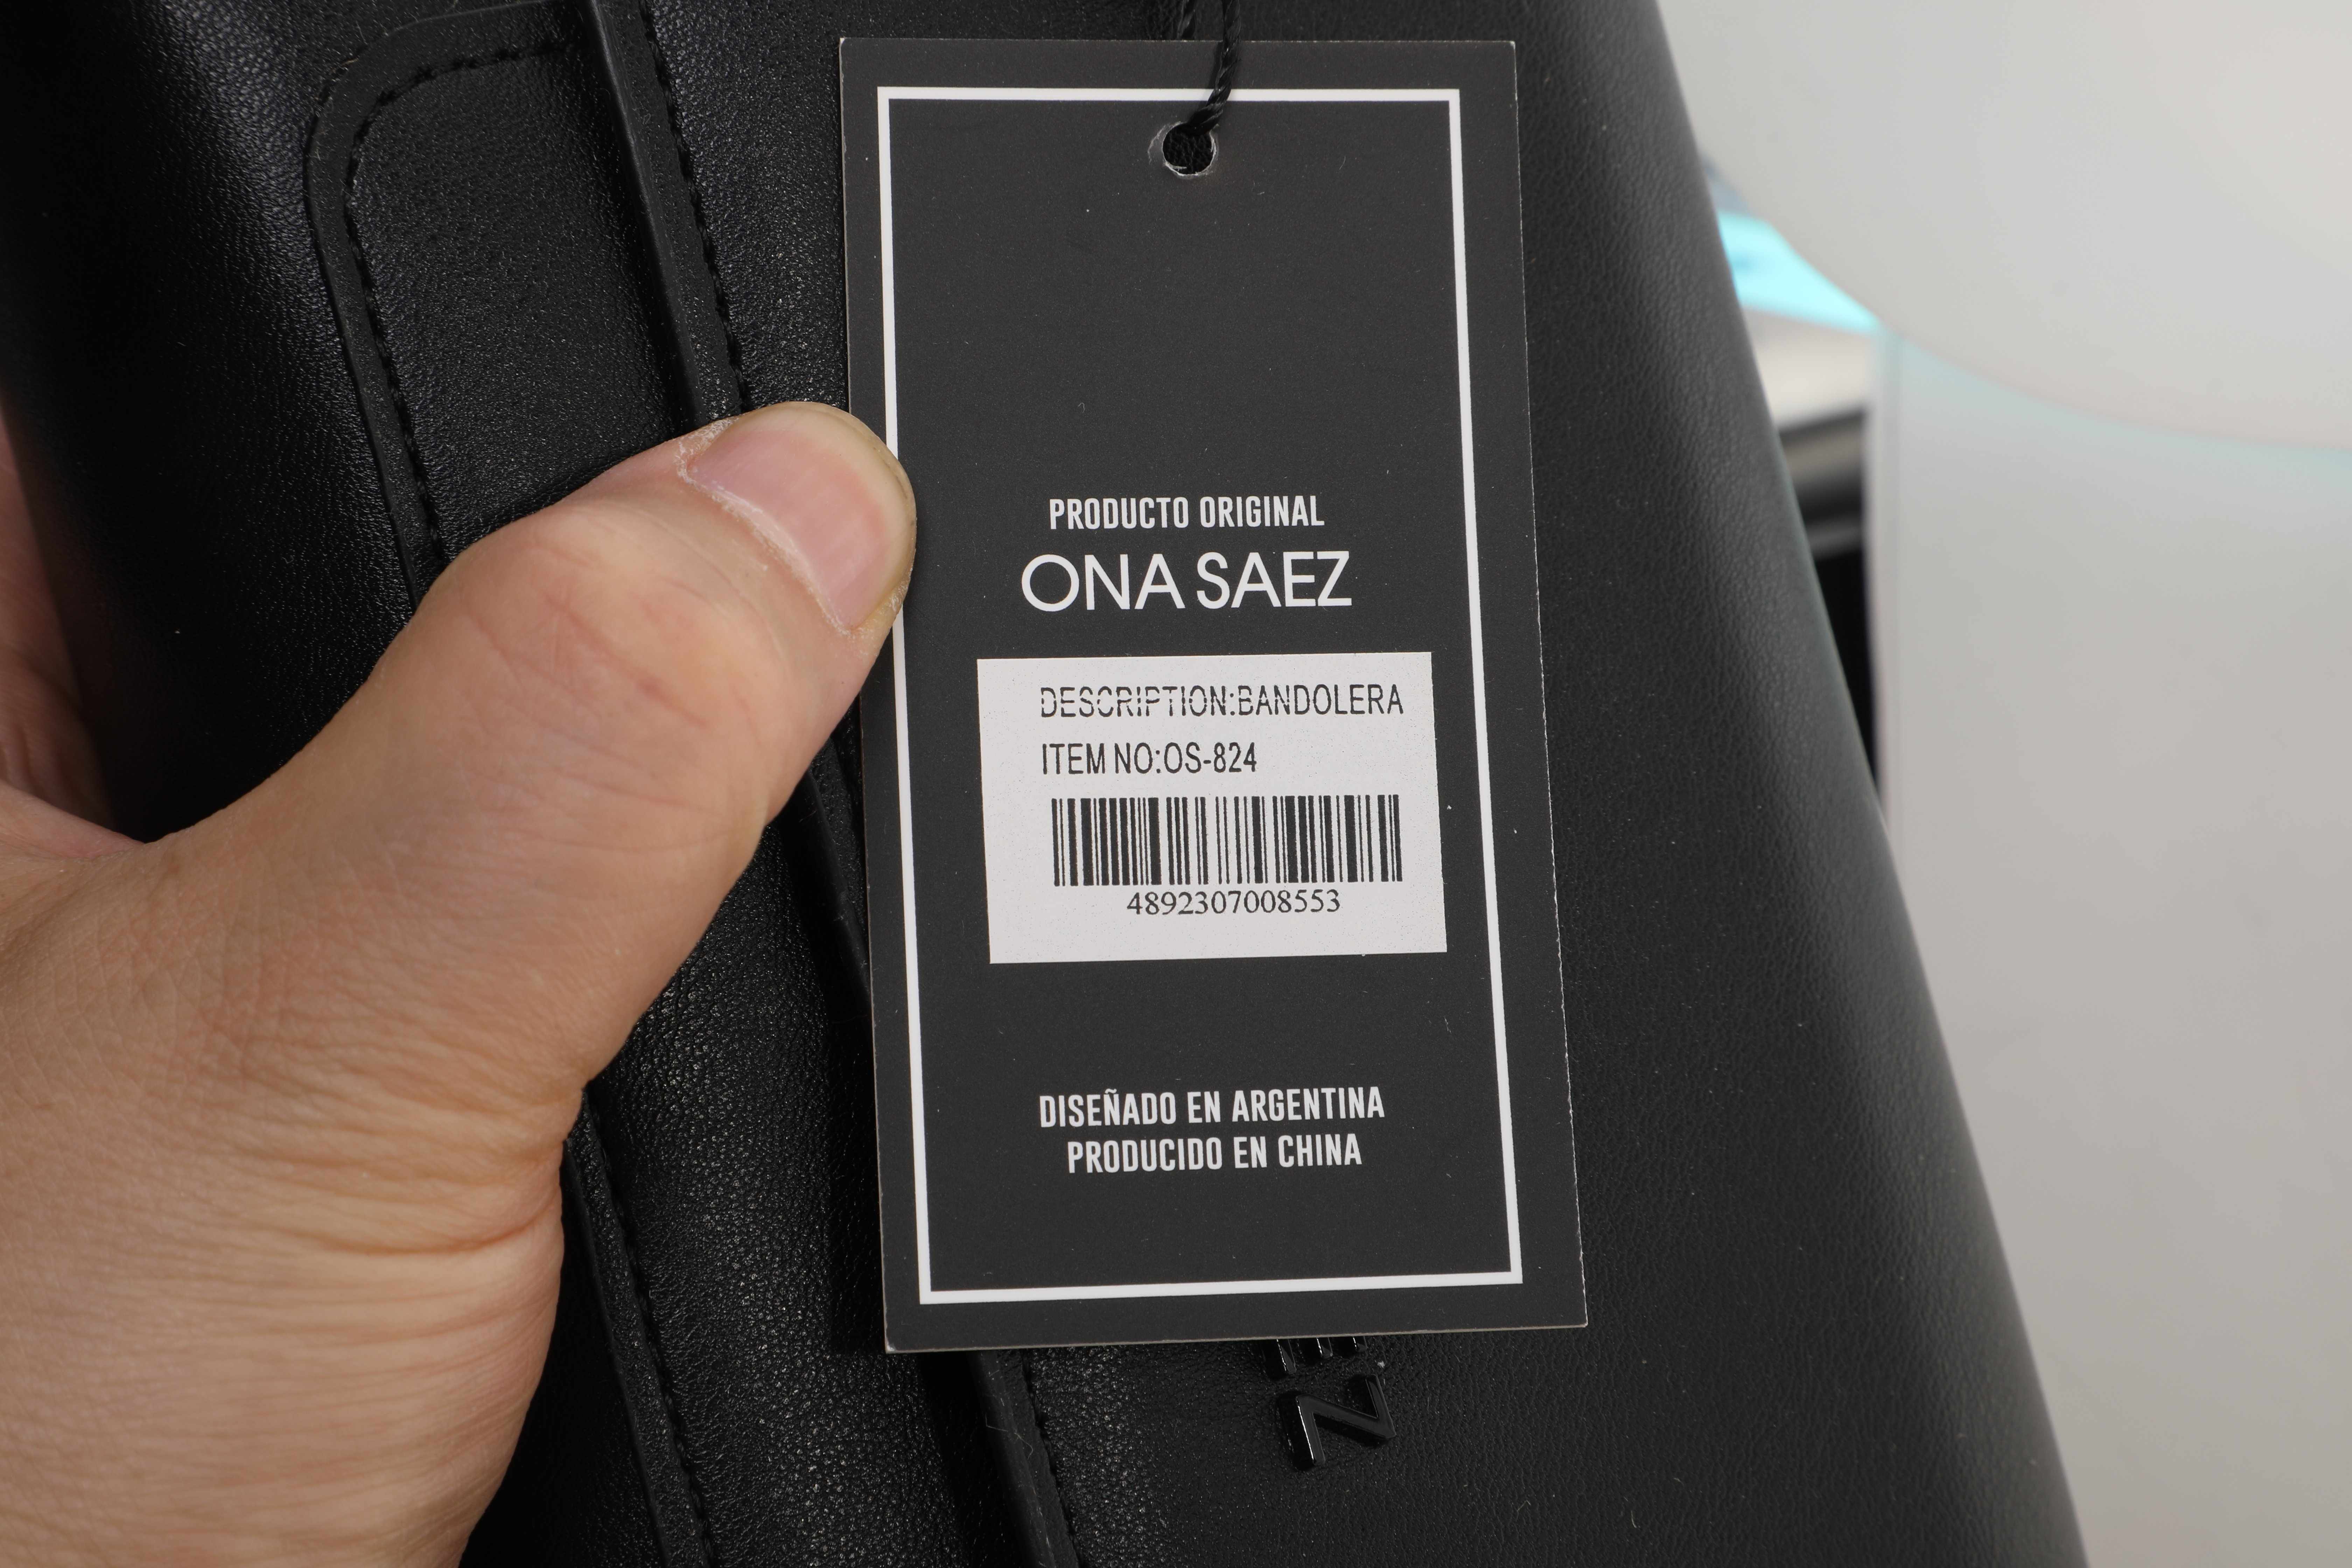 PRODUCTO ORIGINAL
ONA SAEZ
DESCRIPTION:BANDOLERA
ITEM NO:OS-824
4892307008553
DISEÑADO EN ARGENTINA
PRODUCIDO EN CHINA